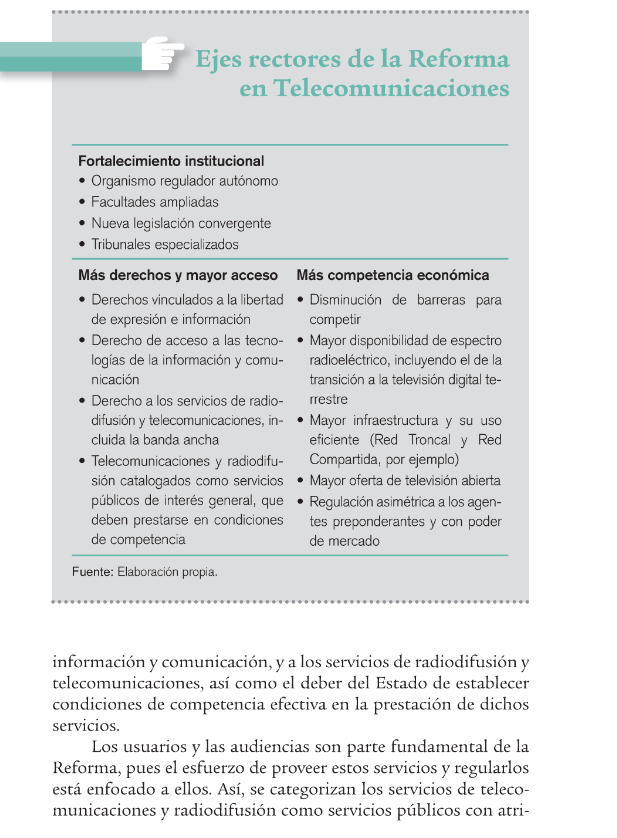 Ejes rectores de la Reforma
en Telecomunicaciones
Fortalecimiento institucional
• Organismo regulador autónomo
• Facultades ampliadas
• Nueva legislación convergente
• Tribunales especializados
Más derechos y mayor acceso
• Derechos vinculados a la libertad
de expresión e información
• Derecho de acceso a las tecno-
logías de la información y comu-
nicación
• Derecho a los servicios de radio-
difusión y telecomunicaciones, in-
cluida la banda ancha
• Telecomunicaciones y radiodifu-
sión catalogados como servicios
públicos de interés general, que
deben prestarse en condiciones
de competencia
Más competencia económica
• Disminución de barreras para
competir
• Mayor disponibilidad de espectro
radioeléctrico, incluyendo el de la
transición a la televisión digital te-
rrestre
• Mayor infraestructura y su uso
eficiente (Red Troncal y Red
Compartida, por ejemplo)
• Mayor oferta de televisión abierta
• Regulación asimétrica a los agen-
tes preponderantes y con poder
de mercado
Fuente: Elaboración propia.
información y comunicación, y a los servicios de radiodifusión y
telecomunicaciones, así como el deber del Estado de establecer
condiciones de competencia efectiva en la prestación de dichos
servicios.
Los usuarios y las audiencias son parte fundamental de la
Reforma, pues el esfuerzo de proveer estos servicios y regularlos
está enfocado a ellos. Así, se categorizan los servicios de teleco-
municaciones y radiodifusión como servicios públicos con atri-